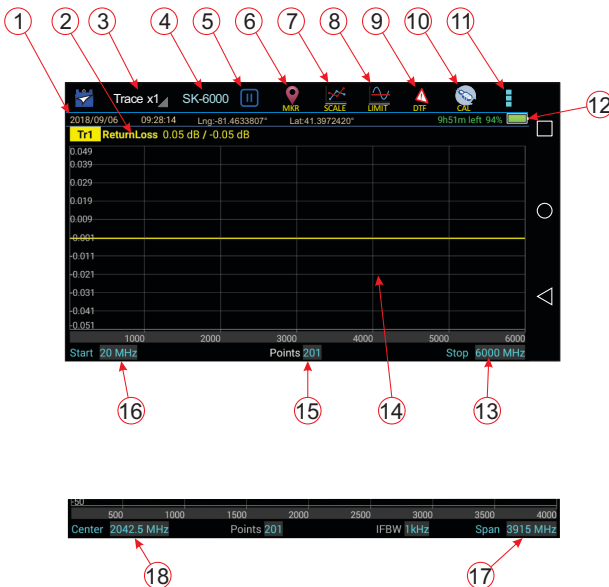 1 2 3 4 5 6 7 8 9 10 11
Trace x1 SK-6000 MKR SCALE LIMIT DTF CAL
12
2018/09/06 09:28:14 Lng:-81.4633807° Lat:41.3972420° 9h51m left 94%
Tr1 ReturnLoss 0.05 dB / -0.05 dB
0.049
0.039
0.029
0.019
0.009
-0.001
-0.011
-0.021
-0.031
-0.041
-0.051
1000 2000 3000 4000 5000 6000
Start 20 MHz Points 201 Stop 6000 MHz
16 15 14 13
-50
500 1000 1500 2000 2500 3000 3500 4000
Center 2042.5 MHz Points 201 IFBW 1kHz Span 3915 MHz
18 17